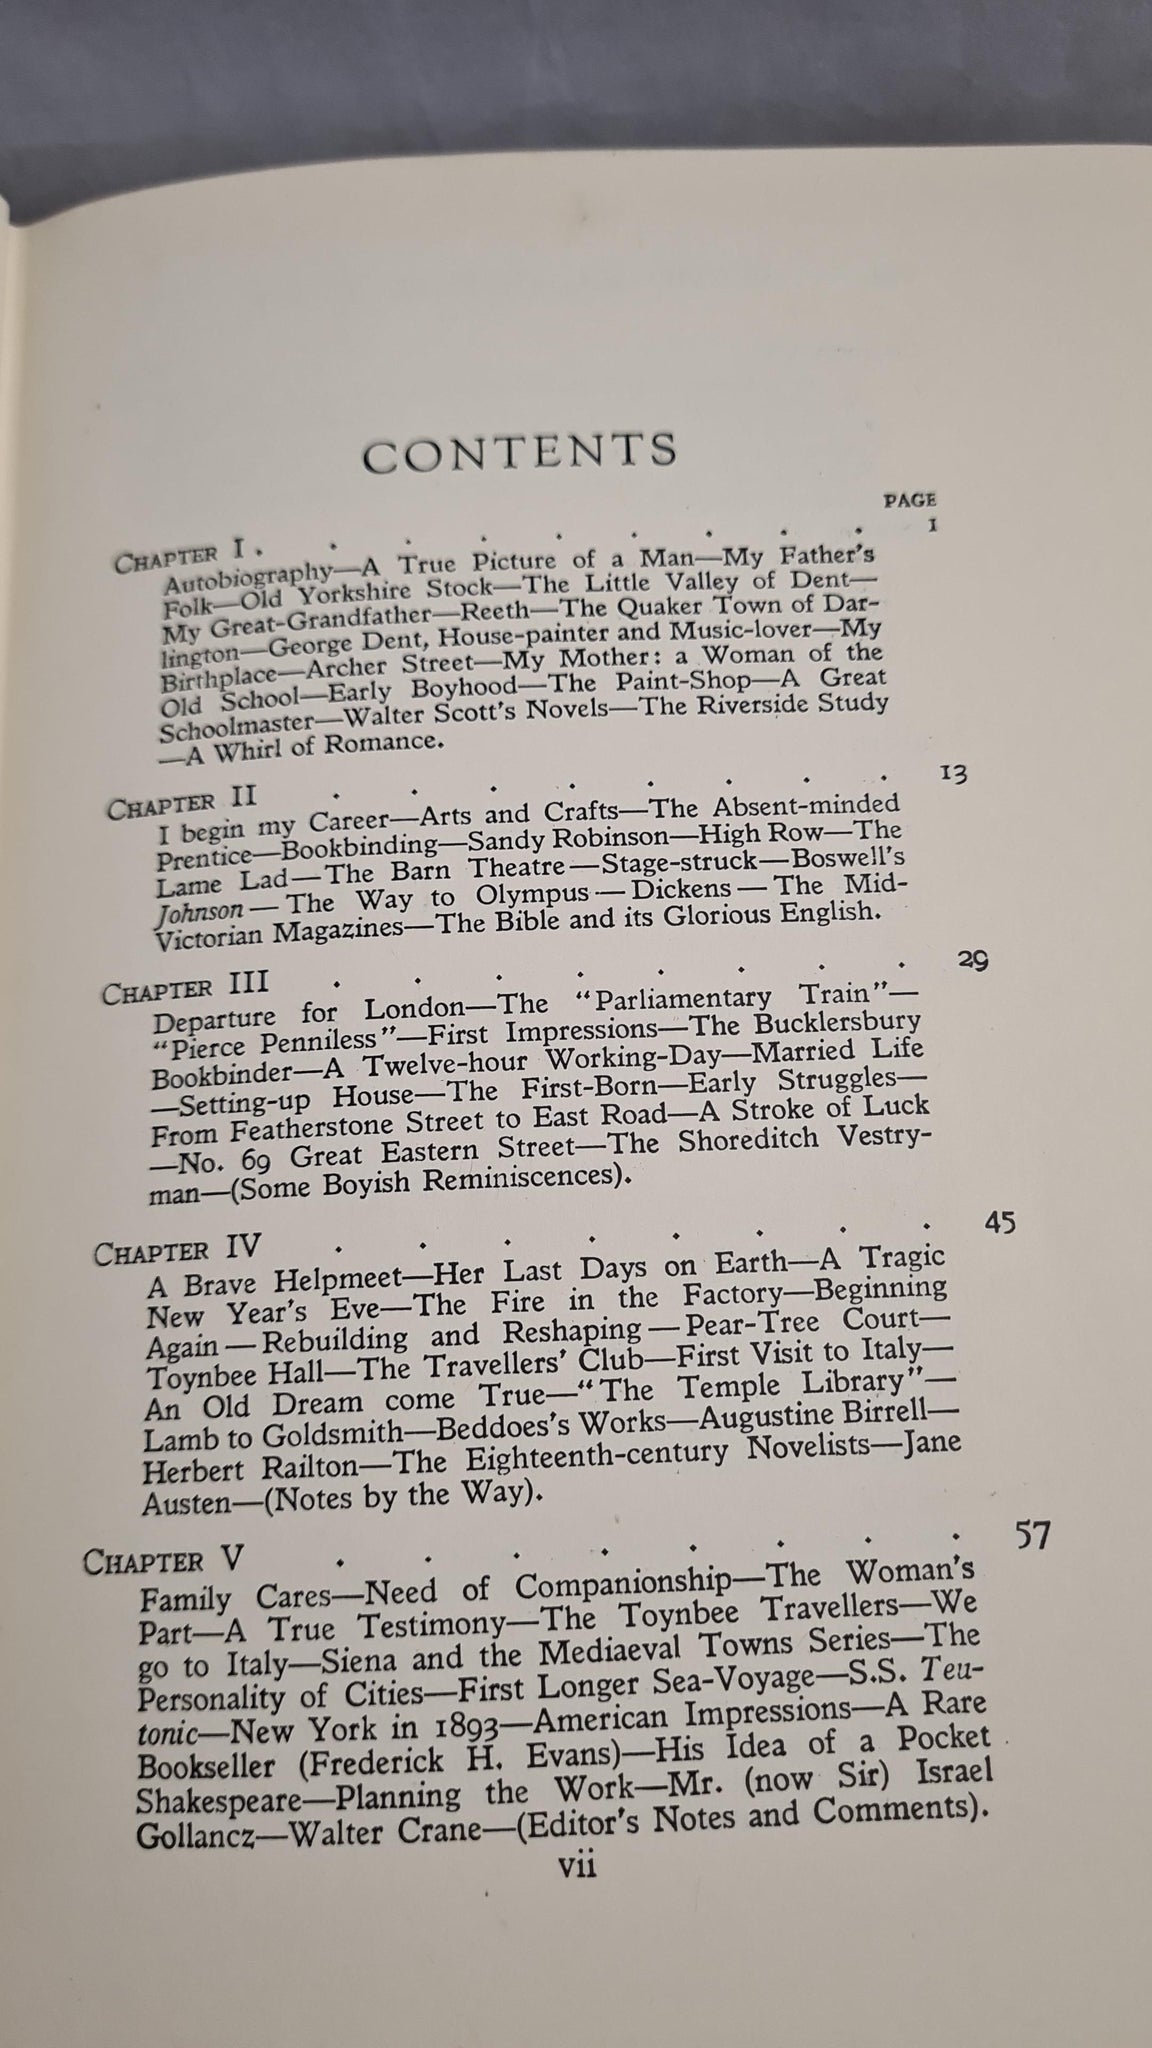 CONTENTS
PAGE
CHAPTER I . . . . . . . . . 1
Autobiography—A True Picture of a Man—My Father's
Folk—Old Yorkshire Stock—The Little Valley of Dent—
My Great-Grandfather—Reeth—The Quaker Town of Dar-
lington—George Dent, House-painter and Music-lover—My
Birthplace—Archer Street—My Mother: a Woman of the
Old School—Early Boyhood—The Paint-Shop—A Great
Schoolmaster—Walter Scott's Novels—The Riverside Study
—A Whirl of Romance.
CHAPTER II . . . . . . . . 13
I begin my Career—Arts and Crafts—The Absent-minded
Prentice—Bookbinding—Sandy Robinson—High Row—The
Lame Lad—The Barn Theatre—Stage-struck—Boswell's
Johnson—The Way to Olympus—Dickens—The Mid-
Victorian Magazines—The Bible and its Glorious English.
CHAPTER III . . . . . . . . 29
Departure for London—The "Parliamentary Train"—
"Pierce Penniless"—First Impressions—The Bucklersbury
Bookbinder—A Twelve-hour Working-Day—Married Life
—Setting-up House—The First-Born—Early Struggles—
From Featherstone Street to East Road—A Stroke of Luck
—No. 69 Great Eastern Street—The Shoreditch Vestry-
man—(Some Boyish Reminiscences).
CHAPTER IV . . . . . . . . 45
A Brave Helpmeet—Her Last Days on Earth—A Tragic
New Year's Eve—The Fire in the Factory—Beginning
Again—Rebuilding and Reshaping—Pear-Tree Court—
Toynbee Hall—The Travellers' Club—First Visit to Italy—
An Old Dream come True—"The Temple Library"—
Lamb to Goldsmith—Beddoes's Works—Augustine Birrell—
Herbert Railton—The Eighteenth-century Novelists—Jane
Austen—(Notes by the Way).
CHAPTER V . . . . . . . . 57
Family Cares—Need of Companionship—The Woman's
Part—A True Testimony—The Toynbee Travellers—We
go to Italy—Siena and the Mediaeval Towns Series—The
Personality of Cities—First Longer Sea-Voyage—S.S. Teu-
tonic—New York in 1893—American Impressions—A Rare
Bookseller (Frederick H. Evans)—His Idea of a Pocket
Shakespeare—Planning the Work—Mr. (now Sir) Israel
Gollancz—Walter Crane—(Editor's Notes and Comments).
vii